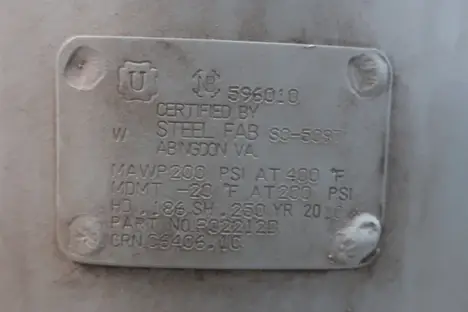 U 596010
CERTIFIED BY
W STEEL FAB
ABINGDON VA.
MAWP 200 PSI AT 400 °F
MDMT -20 °F AT 200 PSI
HD .186 SH .250 YR
PART NO.
CRN.